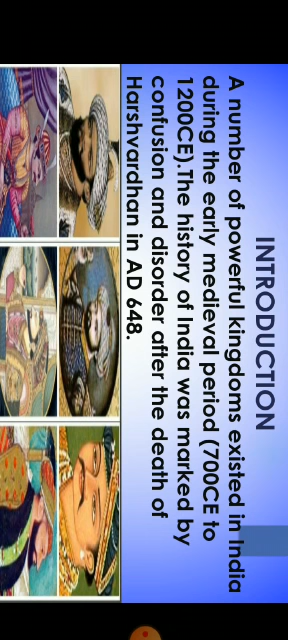 INTRODUCTION
A number of powerful kingdoms existed in India
during the early medieval period (700CE to
1200CE).The history of India was marked by
confusion and disorder after the death of
Harshvardhan in AD 648.